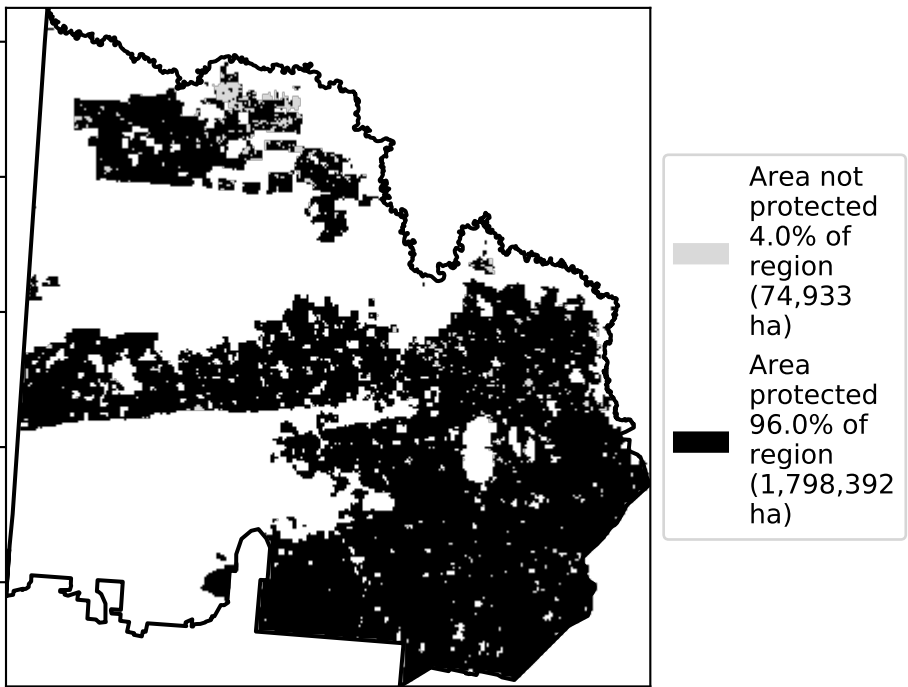 Area not
protected
4.0% of
region
(74,933
ha)
Area
protected
96.0% of
region
(1,798,392
ha)